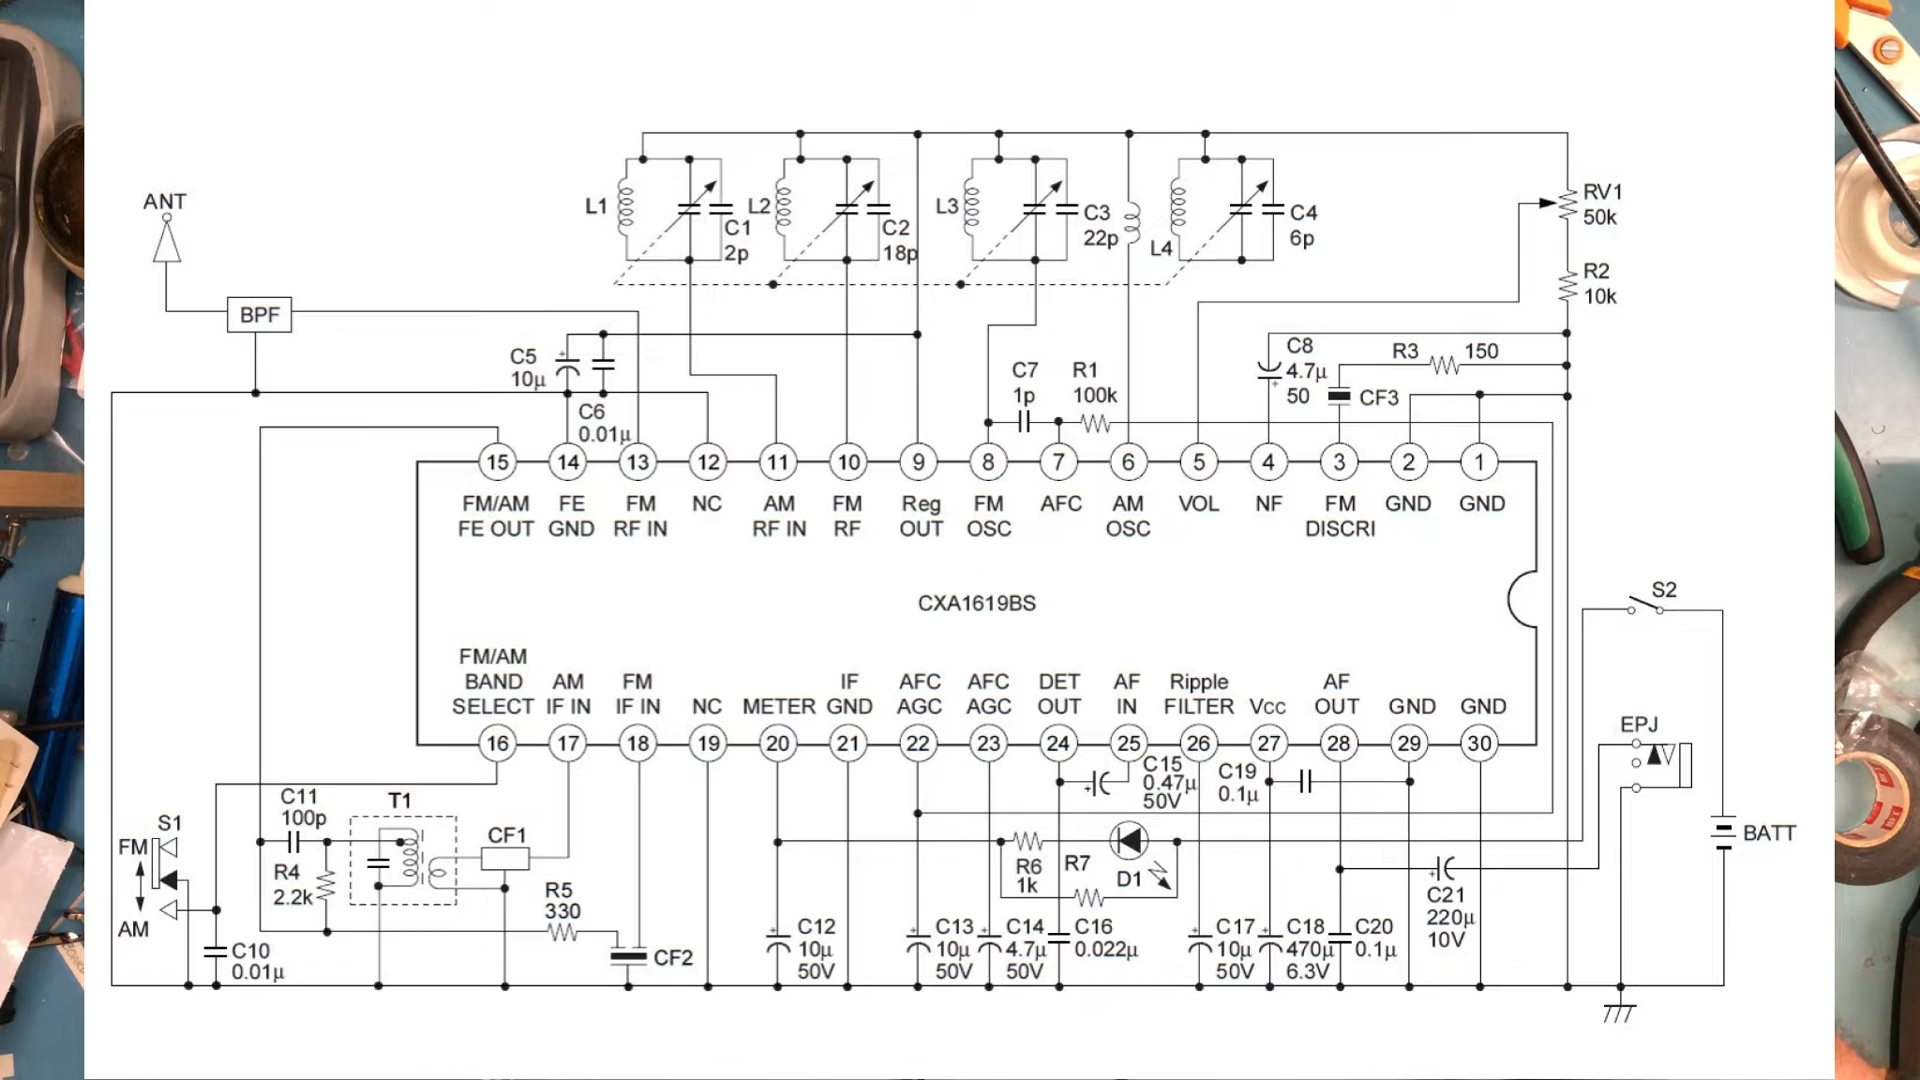 ANT
BPF
L1
C1
2p
L2
C2
18p
L3
C3
22p
L4
C4
6p
RV1
50k
R2
10k
C5
+
10µ
C6
0.01µ
C7
1p
R1
100k
C8
4.7µ
50
+
R3 150
CF3
15 14 13 12 11 10 9 8 7 6 5 4 3 2 1
FM/AM
FE OUT
FE
GND
FM
RF IN
NC
AM
RF IN
FM
RF
Reg
OUT
FM
OSC
AFC
AM
OSC
VOL
NF
FM
DISCRI
GND
GND
CXA1619BS
FM/AM
BAND
SELECT
AM
IF IN
FM
IF IN
NC
METER
IF
GND
AFC
AGC
AFC
AGC
DET
OUT
AF
IN
Ripple
FILTER
Vcc
AF
OUT
GND
GND
16 17 18 19 20 21 22 23 24 25 26 27 28 29 30
S2
EPJ
BATT
S1
FM
AM
C10
0.01µ
C11
100p
R4
2.2k
T1
CF1
R5
330
CF2
+
C15
0.47µ
50V
C19
0.1µ
R6
1k
R7
D1
+
C12
10µ
50V
+
C13
10µ
50V
+
C14
4.7µ
50V
C16
0.022µ
+
C17
10µ
50V
+
C18
470µ
6.3V
C20
0.1µ
+
C21
220µ
10V